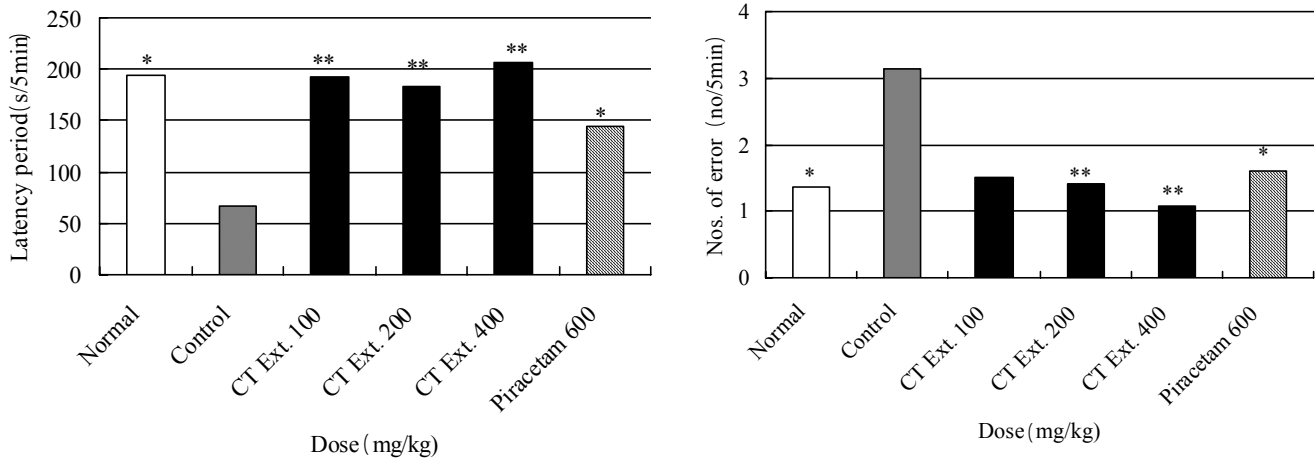 Latency period(s/5min)
250
200
150
100
50
0
*
**
**
**
*
Normal
Control
CT Ext. 100
CT Ext. 200
CT Ext. 400
Piracetam 600
Dose(mg/kg)
Nos. of error (no/5min)
4
3
2
1
0
*
**
**
*
Normal
Control
CT Ext. 100
CT Ext. 200
CT Ext. 400
Piracetam 600
Dose(mg/kg)